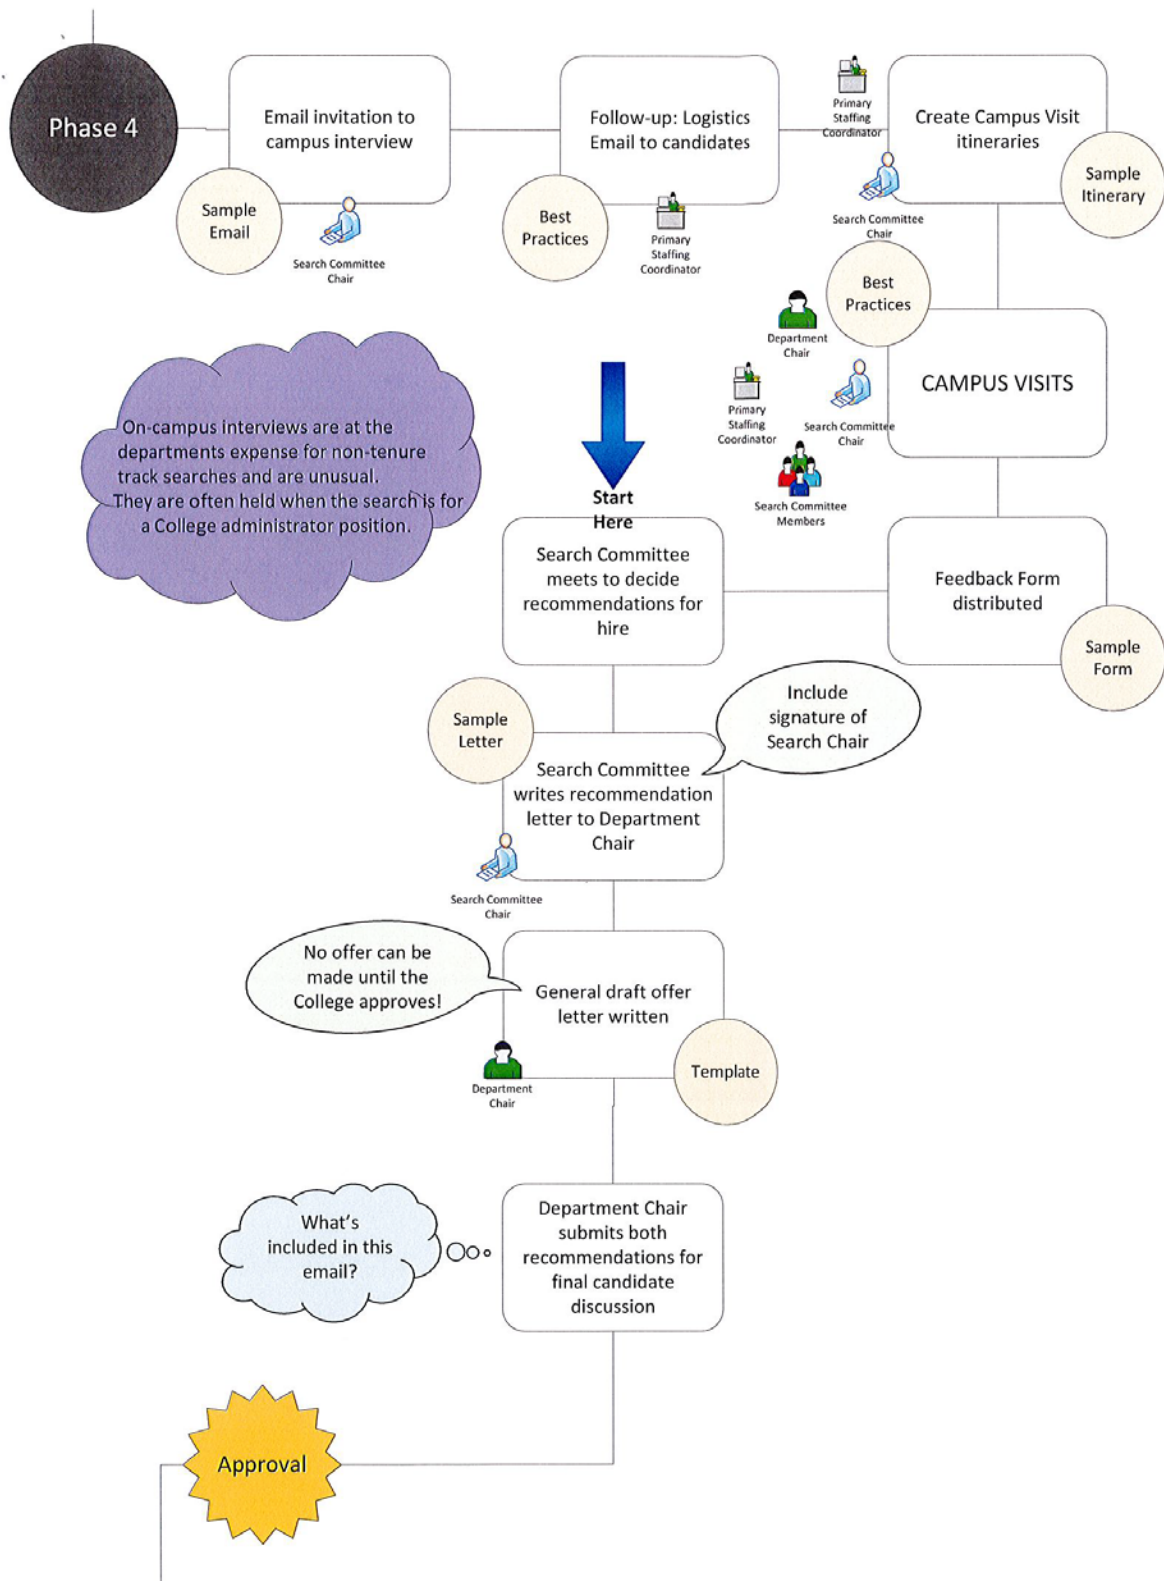 Phase 4
Email invitation to
campus interview
Sample
Email
Search Committee
Chair
Follow-up: Logistics
Email to candidates
Best
Practices
Primary
Staffing
Coordinator
Primary
Staffing
Coordinator
Search Committee
Chair
Create Campus Visit
itineraries
Sample
Itinerary
Best
Practices
Department
Chair
Primary
Staffing
Coordinator
Search Committee
Chair
Search Committee
Members
CAMPUS VISITS
On-campus interviews are at the
departments expense for non-tenure
track searches and are unusual.
They are often held when the search is for
a College administrator position.
Start
Here
Search Committee
meets to decide
recommendations for
hire
Feedback Form
distributed
Sample
Form
Sample
Letter
Include
signature of
Search Chair
Search Committee
writes recommendation
letter to Department
Chair
Search Committee
Chair
No offer can be
made until the
College approves!
General draft offer
letter written
Department
Chair
Template
What's
included in this
email?
Department Chair
submits both
recommendations for
final candidate
discussion
Approval